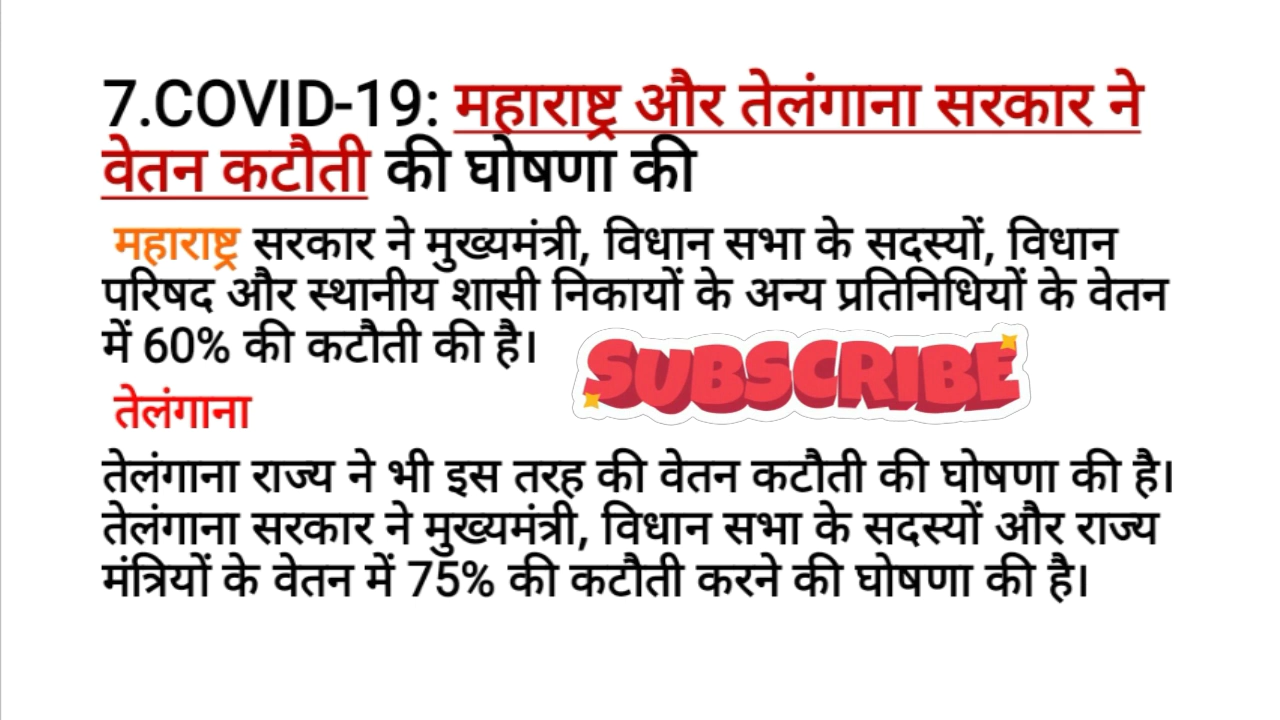 7.COVID-19: महाराष्ट्र और तेलंगाना सरकार ने
वेतन कटौती की घोषणा की
महाराष्ट्र सरकार ने मुख्यमंत्री, विधान सभा के सदस्यों, विधान
परिषद और स्थानीय शासी निकायों के अन्य प्रतिनिधियों के वेतन
में 60% की कटौती की है।
SUBSCRIBE
तेलंगाना
तेलंगाना राज्य ने भी इस तरह की वेतन कटौती की घोषणा की है।
तेलंगाना सरकार ने मुख्यमंत्री, विधान सभा के सदस्यों और राज्य
मंत्रियों के वेतन में 75% की कटौती करने की घोषणा की है।